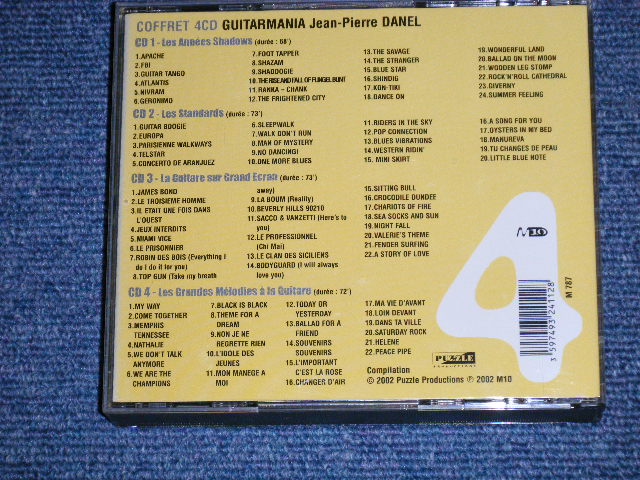 COFFRET 4CD GUITARMANIA Jean-Pierre DANEL
CD 1 - Les Années Shadows (durée : 68')
1.APACHE
2.FBI
3.GUITAR TANGO
4.ATLANTIS
5.NIVRAM
6.GERONIMO
7.FOOT TAPPER
8.SHAZAM
9.SHADOOGIE
10.THE RISE AND FALL OF FLINGEL BUNT
11.RANKA - CHANK
12.THE FRIGHTENED CITY
13.THE SAVAGE
14.THE STRANGER
15.BLUE STAR
16.SHINDIG
17.KON-TIKI
18.DANCE ON
19.WONDERFUL LAND
20.BALLAD ON THE MOON
21.WOODEN LEG STOMP
22.ROCK'N'ROLL CATHEDRAL
23.GIVERNY
24.SUMMER FEELING
CD 2 - Les Standards (durée : 73')
1.GUITAR BOOGIE
2.EUROPA
3.PARISIENNE WALKWAYS
4.TELSTAR
5.CONCERTO DE ARANJUEZ
6.SLEEPWALK
7.WALK DON'T RUN
8.MAN OF MYSTERY
9.NO DANCING!
10.ONE MORE BLUES
11.RIDERS IN THE SKY
12.POP CONNECTION
13.BLUES VIBRATIONS
14.WESTERN RIDIN'
15. MINI SKIRT
16.A SONG FOR YOU
17.OYSTERS IN MY BED
18.MANUREVA
19.TU CHANGES DE PEAU
20.LITTLE BLUE NOTE
CD 3 - La Guitare sur Grand Ecran (durée : 73')
1.JAMES BOND
2.LE TROISIEME HOMME
3.IL ETAIT UNE FOIS DANS
L'OUEST
4.JEUX INTERDITS
5.MIAMI VICE
6.LE PRISONNIER
7.ROBIN DES BOIS (Everything I
do I do it for you)
8.TOP GUN (Take my breath
away)
9.LA BOUM (Reality)
10.BEVERLY HILLS 90210
11.SACCO & VANZETTI (Here's to
you)
12.LE PROFESSIONNEL
(Chi Mai)
13.LE CLAN DES SICILIENS
14.BODYGUARD (I will always
love you)
15.SITTING BULL
16.CROCODILE DUNDEE
17.CHARIOTS OF FIRE
18.SEA SOCKS AND SUN
19.NIGHT FALL
20.VALERIE'S THEME
21.FENDER SURFING
22.A STORY OF LOVE
CD 4 - Les Grandes Mélodies à la Guitare (durée : 72')
1.MY WAY
2.COME TOGETHER
3.MEMPHIS
TENNESSEE
4.NATHALIE
5.WE DON'T TALK
ANYMORE
6.WE ARE THE
CHAMPIONS
7.BLACK IS BLACK
8.THEME FOR A
DREAM
9.NON JE NE
REGRETTE RIEN
10.L'IDOLE DES
JEUNES
11.MON MANEGE A
MOI
12.TODAY OR
YESTERDAY
13.BALLAD FOR A
FRIEND
14.SOUVENIRS
SOUVENIRS
15.L'IMPORTANT
C'EST LA ROSE
16.CHANGER D'AIR
17.MA VIE D'AVANT
18.LOIN DEVANT
19.DANS TA VILLE
20.SATURDAY ROCK
21.HELENE
22.PEACE PIPE
PUZZLE
PRODUCTIONS
Compilation
© 2002 Puzzle Productions ℗ 2002 M10
M10
4
3 597493 241128
M 787